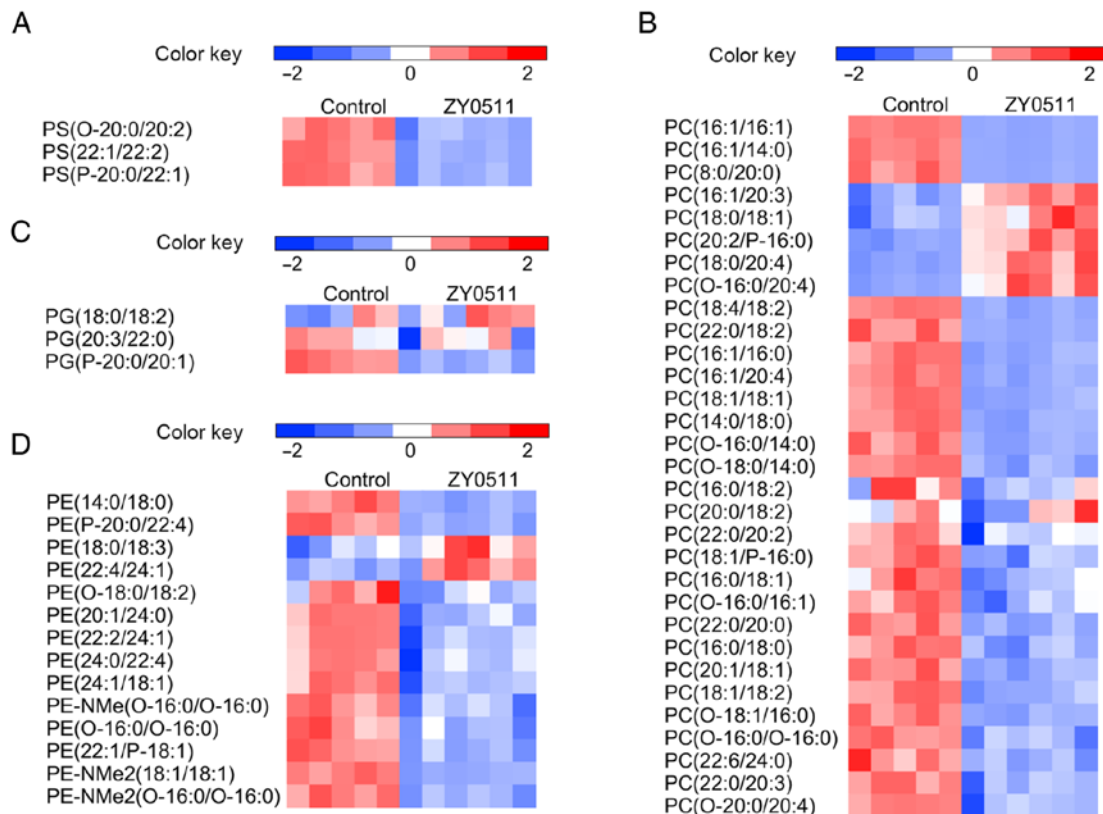 A
Color key
−2 0 2
Control ZY0511
PS(O-20:0/20:2)
PS(22:1/22:2)
PS(P-20:0/22:1)
C
Color key
−2 0 2
Control ZY0511
PG(18:0/18:2)
PG(20:3/22:0)
PG(P-20:0/20:1)
D
Color key
−2 0 2
Control ZY0511
PE(14:0/18:0)
PE(P-20:0/22:4)
PE(18:0/18:3)
PE(22:4/24:1)
PE(O-18:0/18:2)
PE(20:1/24:0)
PE(22:2/24:1)
PE(24:0/22:4)
PE(24:1/18:1)
PE-NMe(O-16:0/O-16:0)
PE(O-16:0/O-16:0)
PE(22:1/P-18:1)
PE-NMe2(18:1/18:1)
PE-NMe2(O-16:0/O-16:0)
B
Color key
−2 0 2
Control ZY0511
PC(16:1/16:1)
PC(16:1/14:0)
PC(8:0/20:0)
PC(16:1/20:3)
PC(18:0/18:1)
PC(20:2/P-16:0)
PC(18:0/20:4)
PC(O-16:0/20:4)
PC(18:4/18:2)
PC(22:0/18:2)
PC(16:1/16:0)
PC(16:1/20:4)
PC(18:1/18:1)
PC(14:0/18:0)
PC(O-16:0/14:0)
PC(O-18:0/14:0)
PC(16:0/18:2)
PC(20:0/18:2)
PC(22:0/20:2)
PC(18:1/P-16:0)
PC(16:0/18:1)
PC(O-16:0/16:1)
PC(22:0/20:0)
PC(16:0/18:0)
PC(20:1/18:1)
PC(18:1/18:2)
PC(O-18:1/16:0)
PC(O-16:0/O-16:0)
PC(22:6/24:0)
PC(22:0/20:3)
PC(O-20:0/20:4)